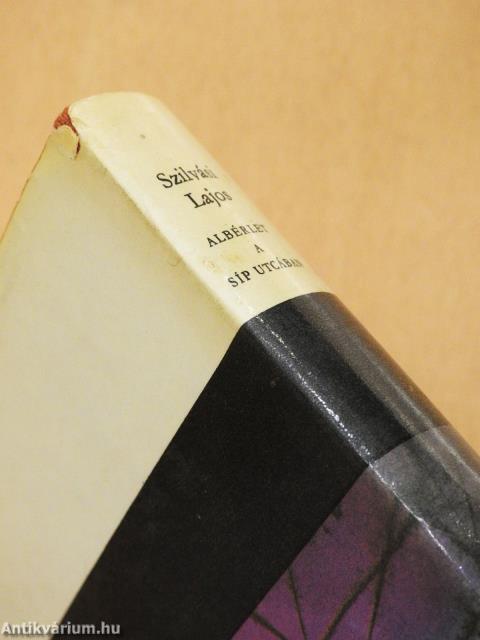 Szilvási
Lajos
ALBÉRLET
A
SÍP UTCÁBAN
Antikvárium.hu